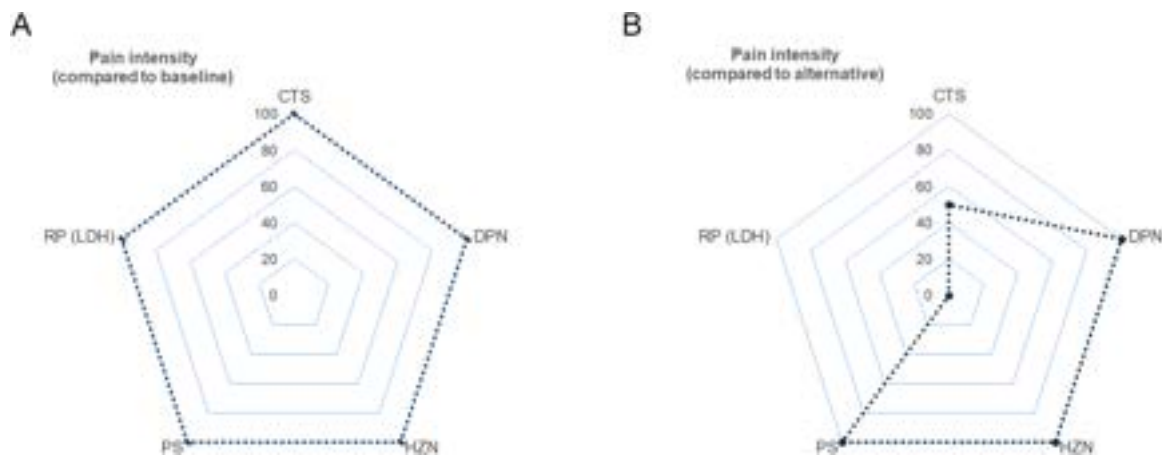 A
Pain intensity
(compared to baseline)
CTS
100
80
60
40
20
0
RP (LDH)
DPN
PS
HZN
B
Pain intensity
(compared to alternative)
CTS
100
80
60
40
20
0
RP (LDH)
DPN
PS
HZN